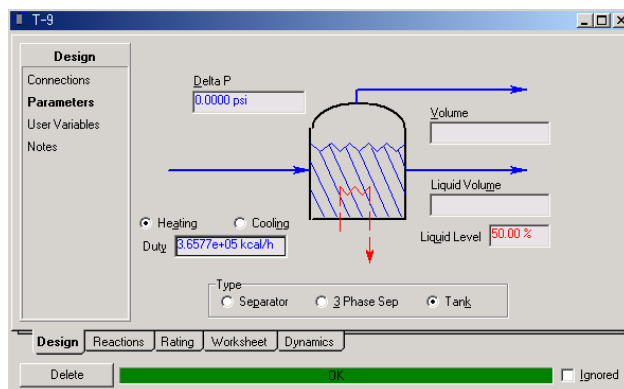 T-9
Design
Connections
Parameters
User Variables
Notes
Delta P
0.0000 psi
Volume
Liquid Volume
Liquid Level 50.00 %
Heating Cooling
Duty 3.6577e+05 kcal/h
Type
Separator 3 Phase Sep Tank
Design Reactions Rating Worksheet Dynamics
Delete OK Ignored